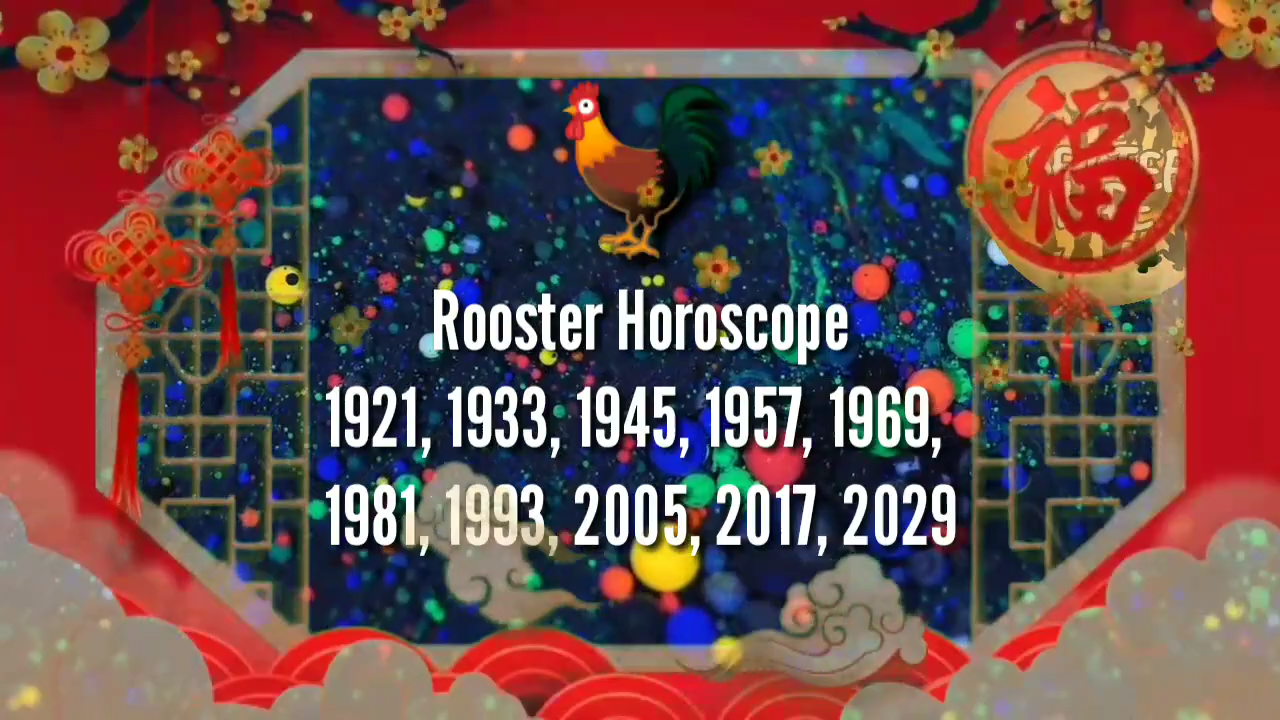 福
Rooster Horoscope
1921, 1933, 1945, 1957, 1969,
1981, 1993, 2005, 2017, 2029